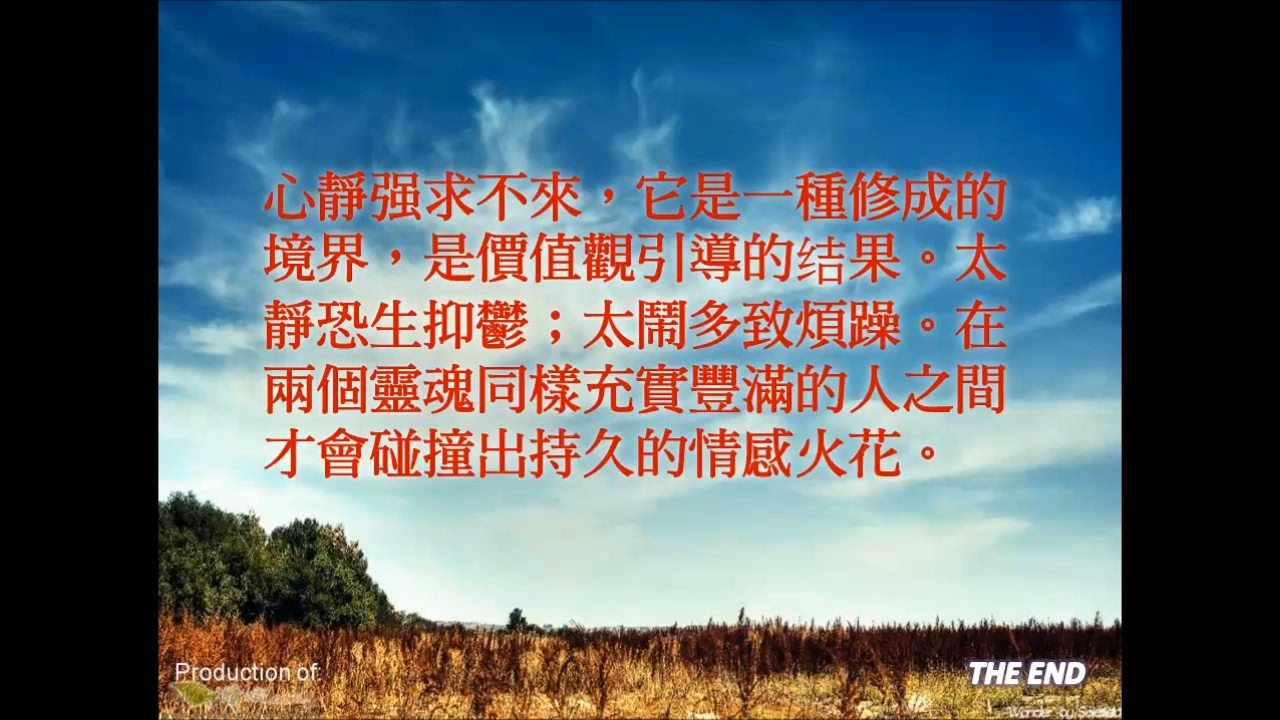 心靜强求不來，它是一種修成的
境界，是價值觀引導的结果。太
靜恐生抑鬱；太鬧多致煩躁。在
兩個靈魂同樣充實豐滿的人之間
才會碰撞出持久的情感火花。
Production of:
THE END
"Wonder" by